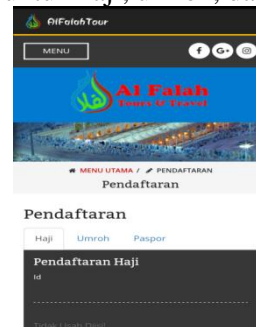 AlFalahTour
MENU
f G+
Al Falah
Tours & Travel
MENU UTAMA / PENDAFTARAN
Pendaftaran
Pendaftaran
Haji Umroh Paspor
Pendaftaran Haji
Id